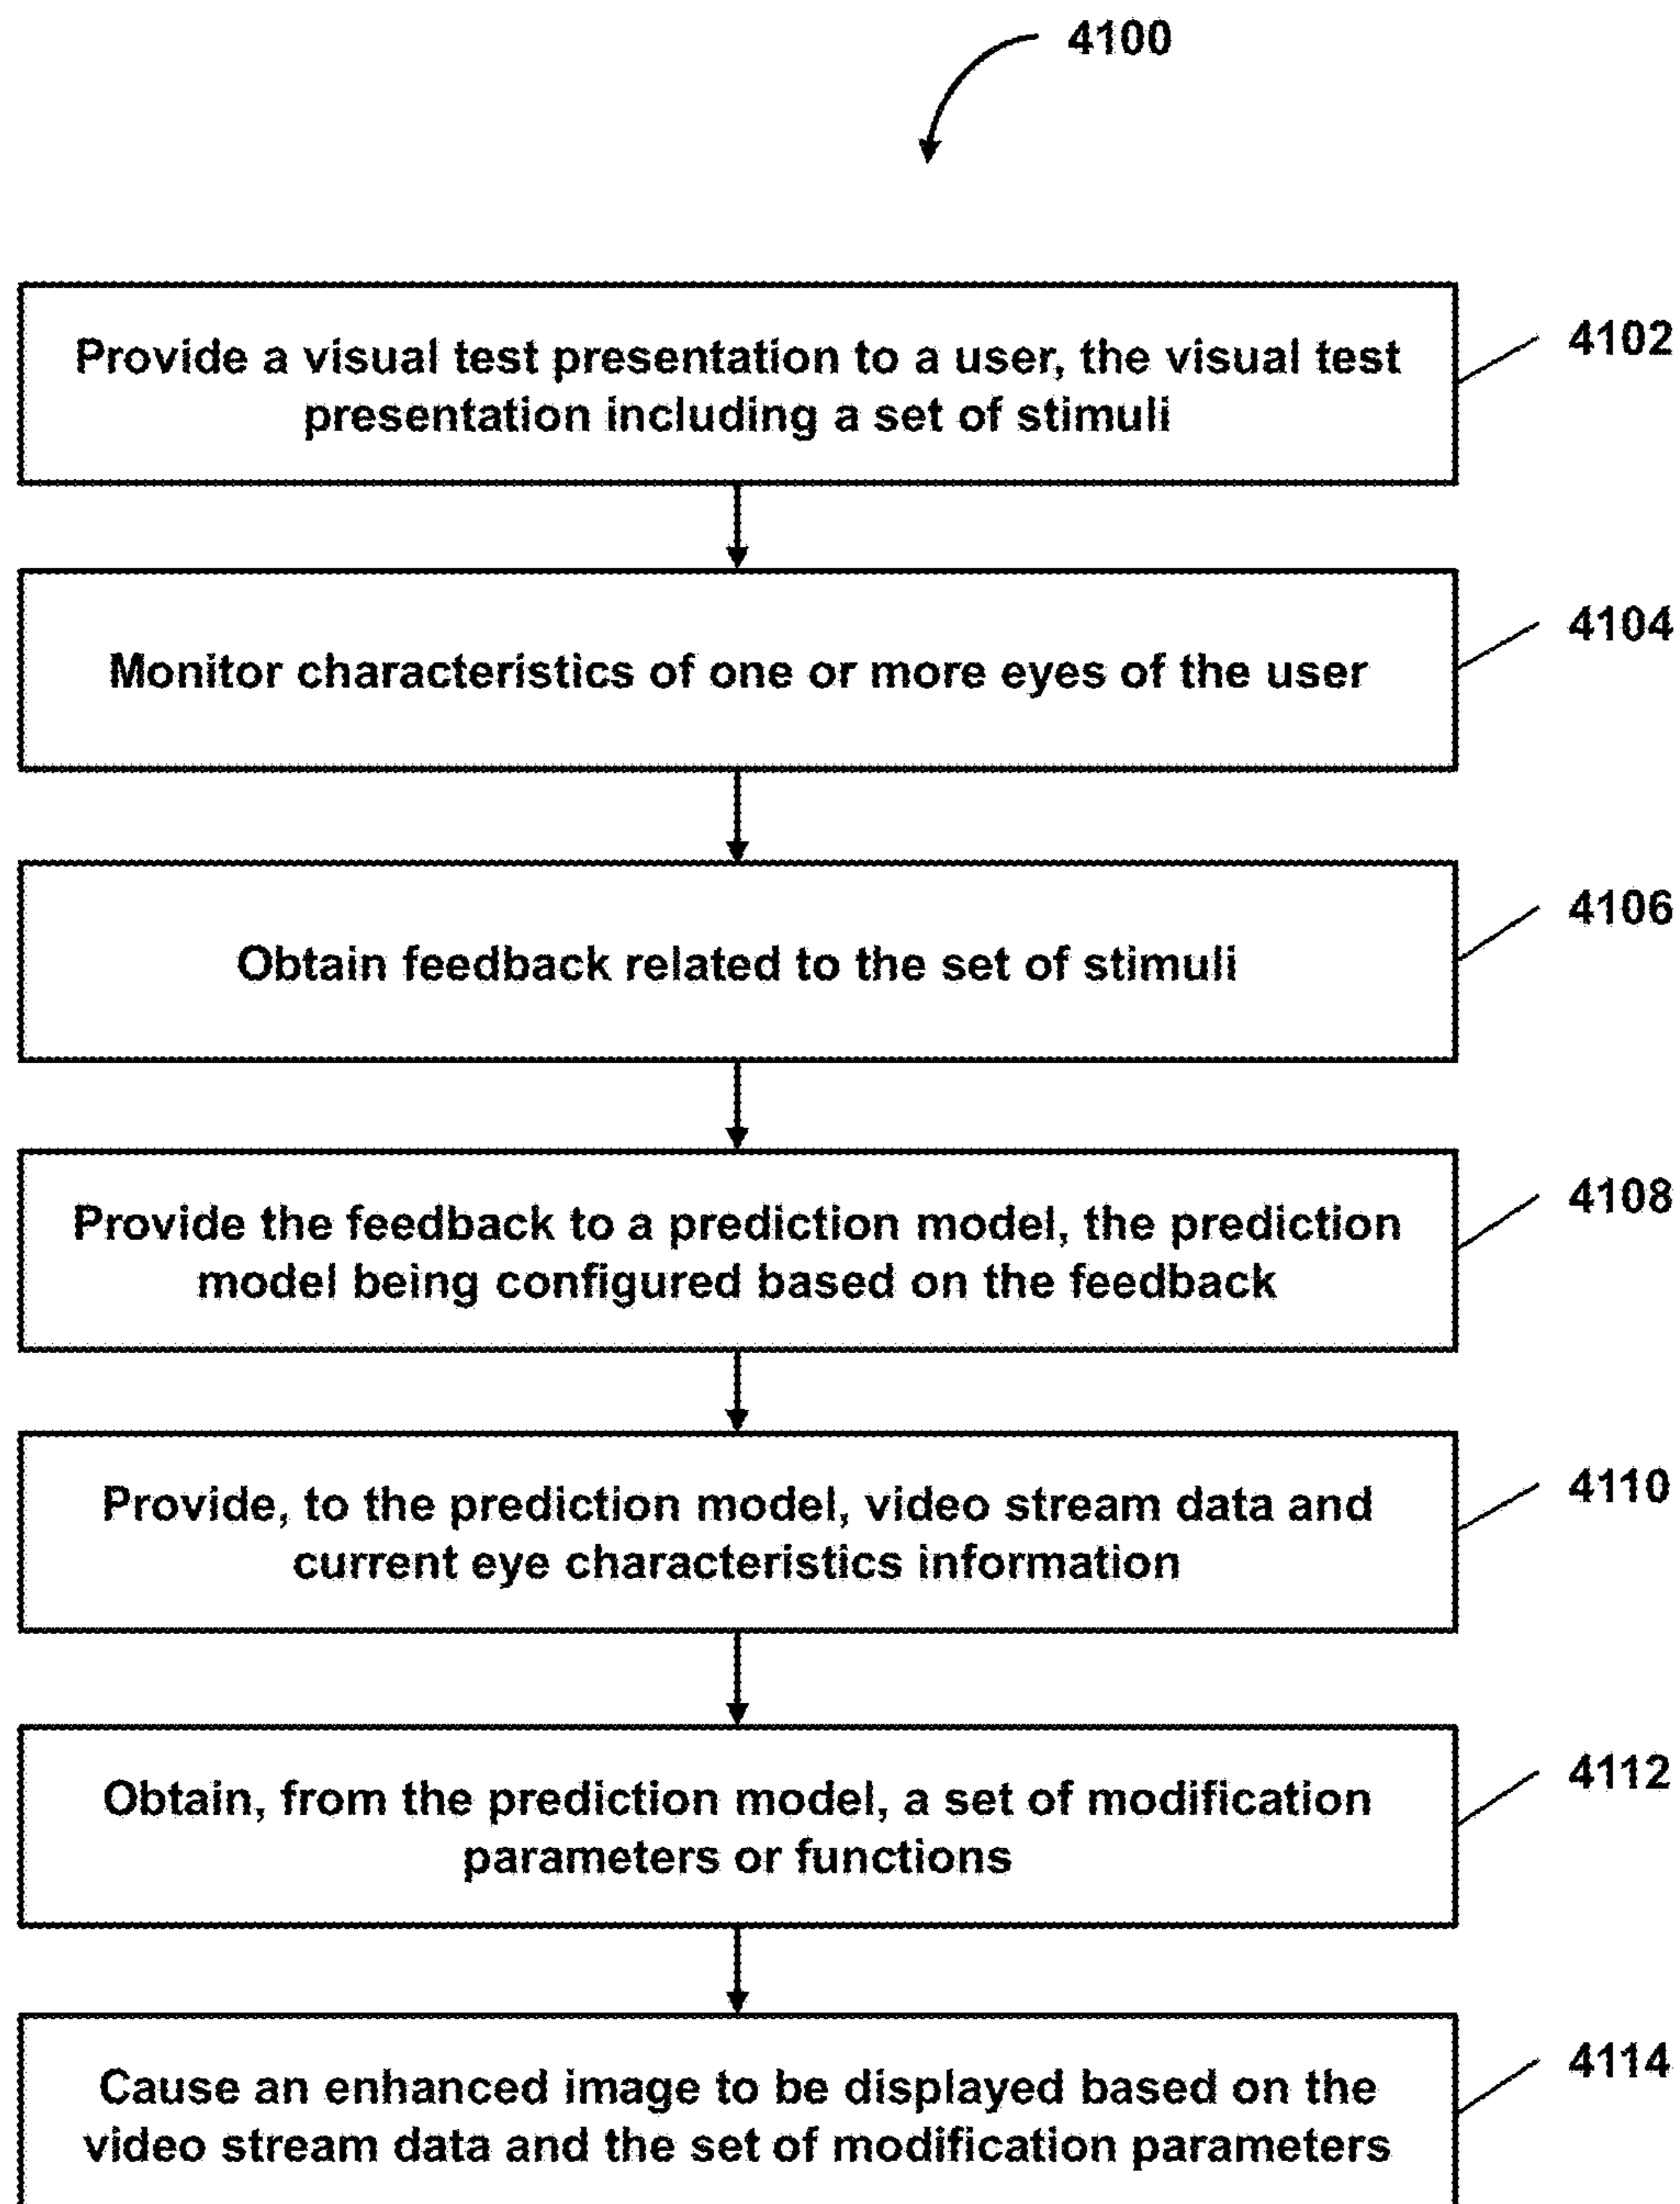 4100
Provide a visual test presentation to a user, the visual test
presentation including a set of stimuli
4102
Monitor characteristics of one or more eyes of the user
4104
Obtain feedback related to the set of stimuli
4106
Provide the feedback to a prediction model, the prediction
model being configured based on the feedback
4108
Provide, to the prediction model, video stream data and
current eye characteristics information
4110
Obtain, from the prediction model, a set of modification
parameters or functions
4112
Cause an enhanced image to be displayed based on the
video stream data and the set of modification parameters
4114